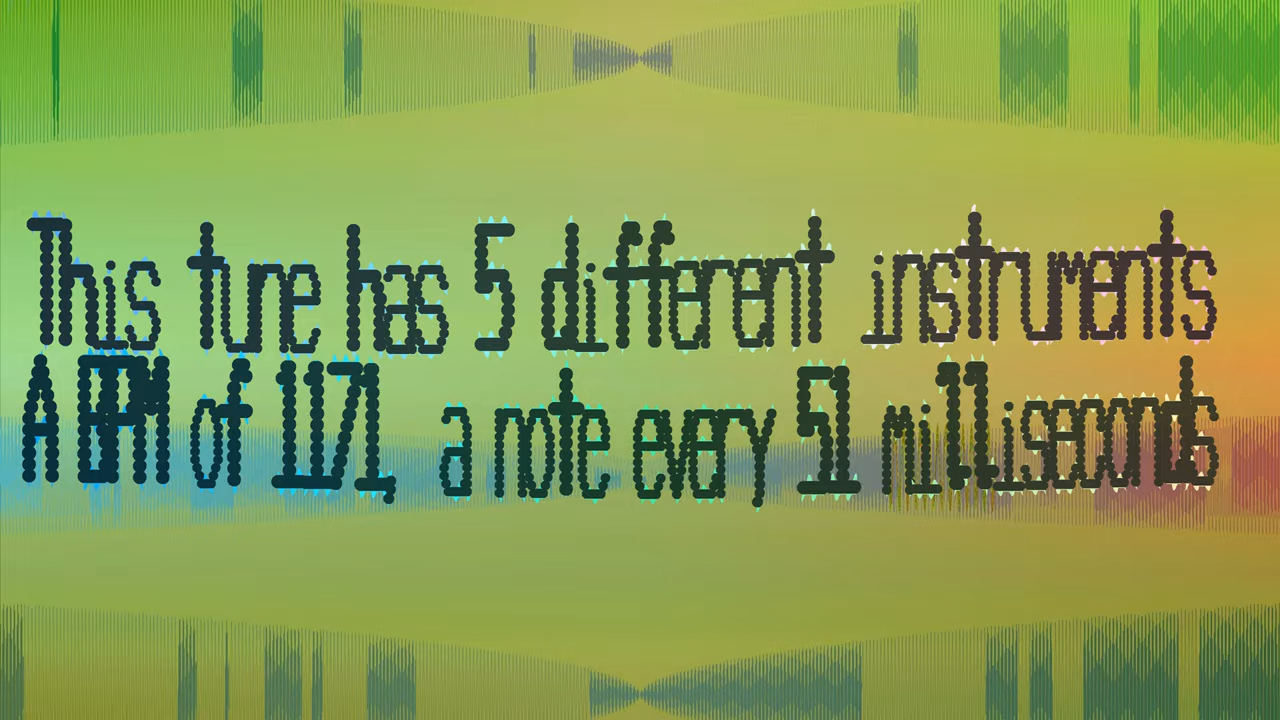 This tune has 5 different instruments
A BPM of 1171, a note every 51 milliseconds